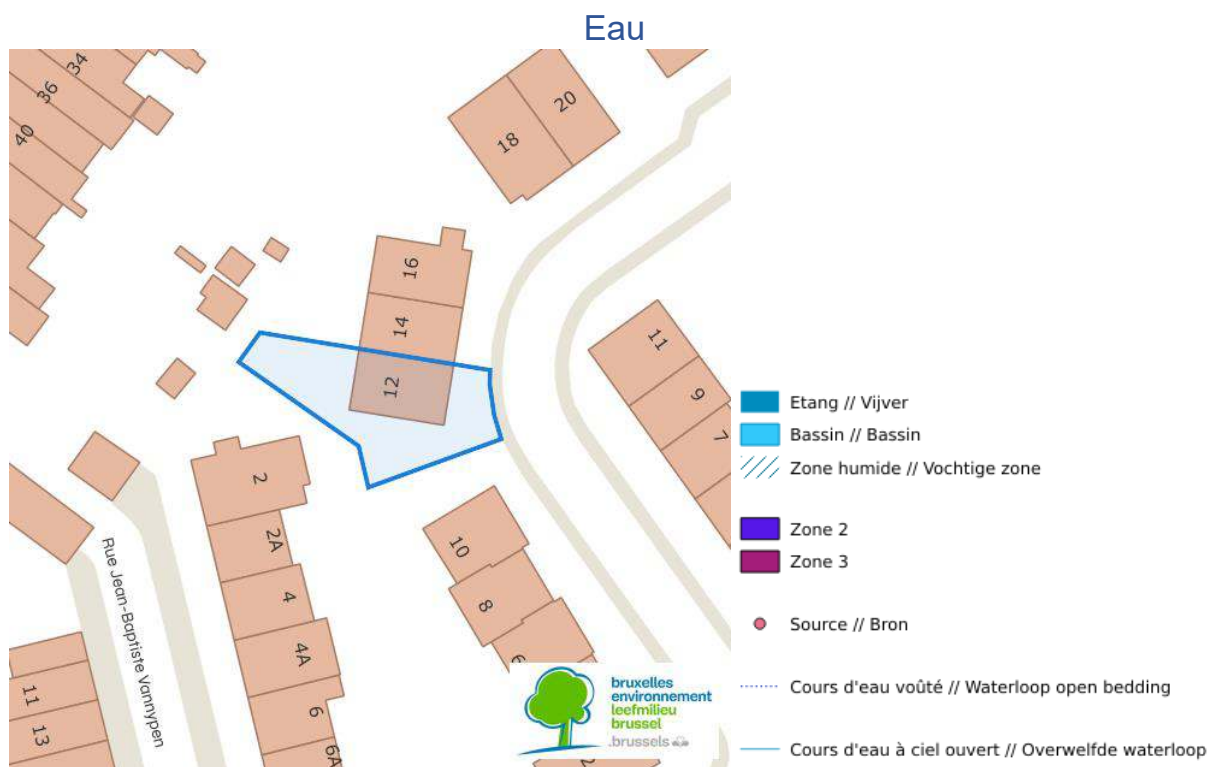 Eau
34
36
40
20
18
16
14
12
11
9
7
2
2A
4
4A
6
6A
10
8
6
11
13
2
Rue Jean-Baptiste Vannypen
bruxelles
environnement
leefmilieu
brussel
.brussels
Etang // Vijver
Bassin // Bassin
Zone humide // Vochtige zone
Zone 2
Zone 3
Source // Bron
Cours d'eau voûté // Waterloop open bedding
Cours d'eau à ciel ouvert // Overwelfde waterloop